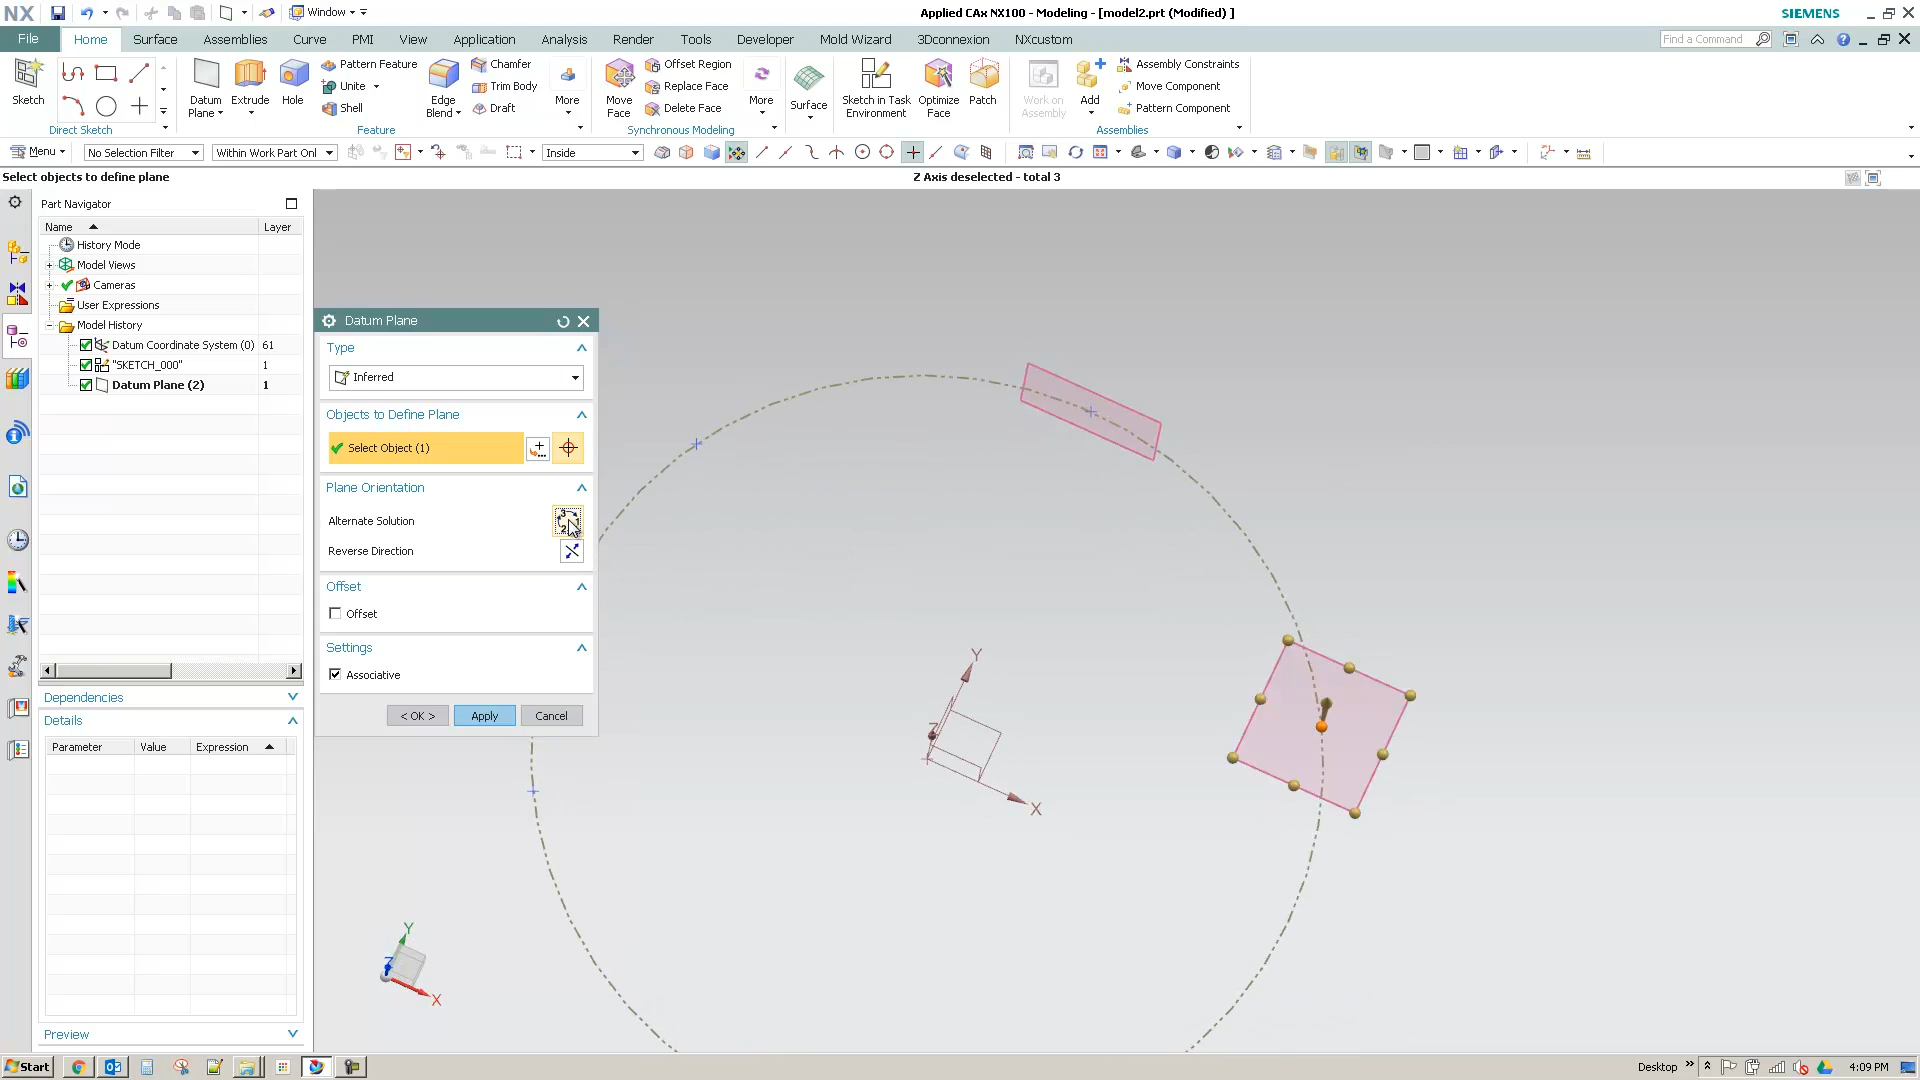 NX Window Applied CAx NX100 - Modeling - [model2.prt (Modified) ] SIEMENS
File Home Surface Assemblies Curve PMI View Application Analysis Render Tools Developer Mold Wizard 3Dconnexion NXcustom Find a Command
Pattern Feature Chamfer Offset Region Assembly Constraints
Unite Trim Body Replace Face Move Component
Shell Draft Delete Face Pattern Component
Sketch Datum Plane Extrude Hole Edge Blend More Move Face More Surface Sketch in Task Environment Optimize Face Patch Work on Assembly Add
Direct Sketch Feature Synchronous Modeling Assemblies
Menu No Selection Filter Within Work Part Onl Inside
Select objects to define plane Z Axis deselected - total 3
Part Navigator
Name Layer
History Mode
Model Views
Cameras
User Expressions
Model History
Datum Coordinate System (0) 61
"SKETCH_000" 1
Datum Plane (2) 1
Dependencies
Details
Parameter Value Expression
Preview
Datum Plane
Type
Inferred
Objects to Define Plane
Select Object (1)
Plane Orientation
Alternate Solution
Reverse Direction
Offset
Offset
Settings
Associative
< OK > Apply Cancel
Y
Z
X
Y
Z
X
Start Desktop 4:09 PM